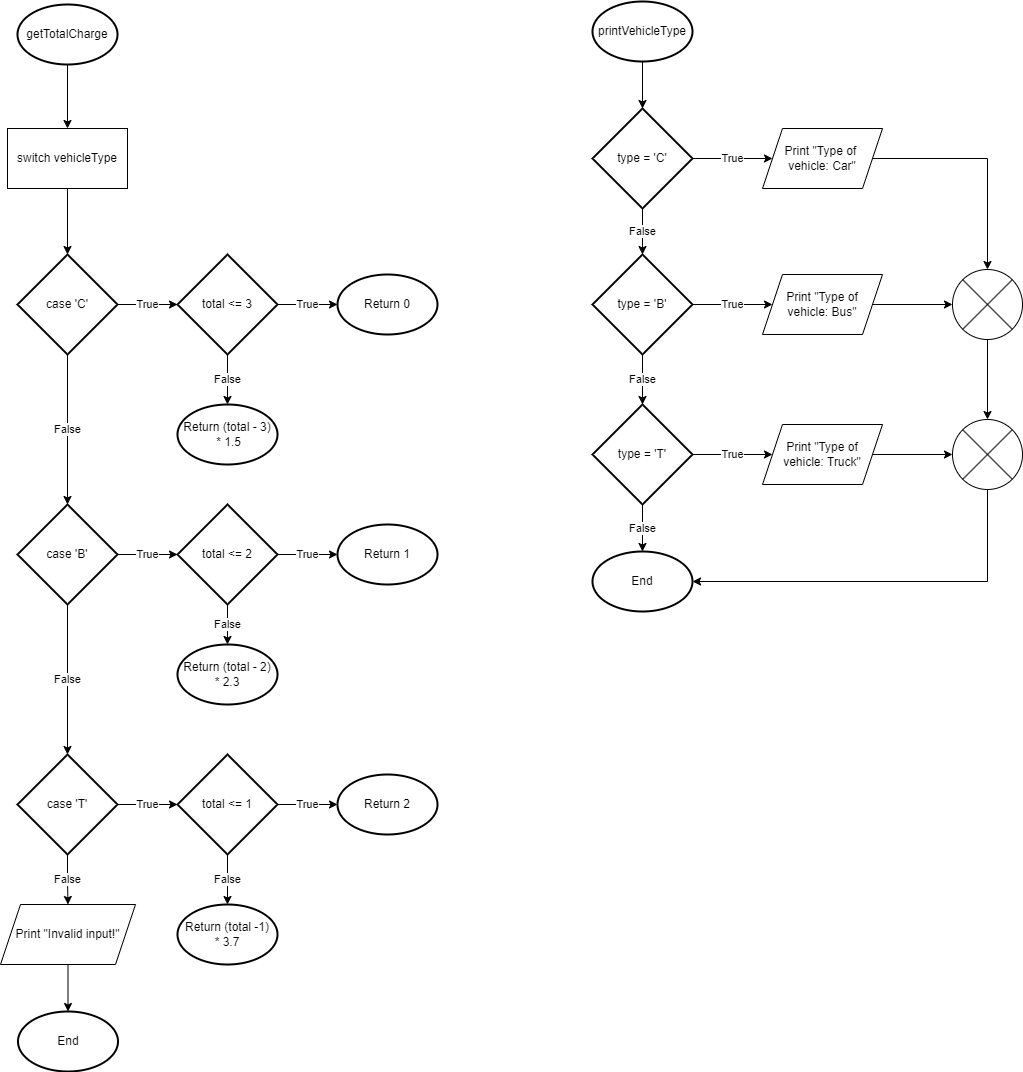 getTotalCharge
switch vehicleType
case 'C'
True
total <= 3
True
Return 0
False
Return (total - 3)
* 1.5
False
case 'B'
True
total <= 2
True
Return 1
False
Return (total - 2)
* 2.3
False
case 'T'
True
total <= 1
True
Return 2
False
Return (total -1)
* 3.7
False
Print "Invalid input!"
End
printVehicleType
type = 'C'
True
Print "Type of
vehicle: Car"
False
type = 'B'
True
Print "Type of
vehicle: Bus"
False
type = 'T'
True
Print "Type of
vehicle: Truck"
False
End